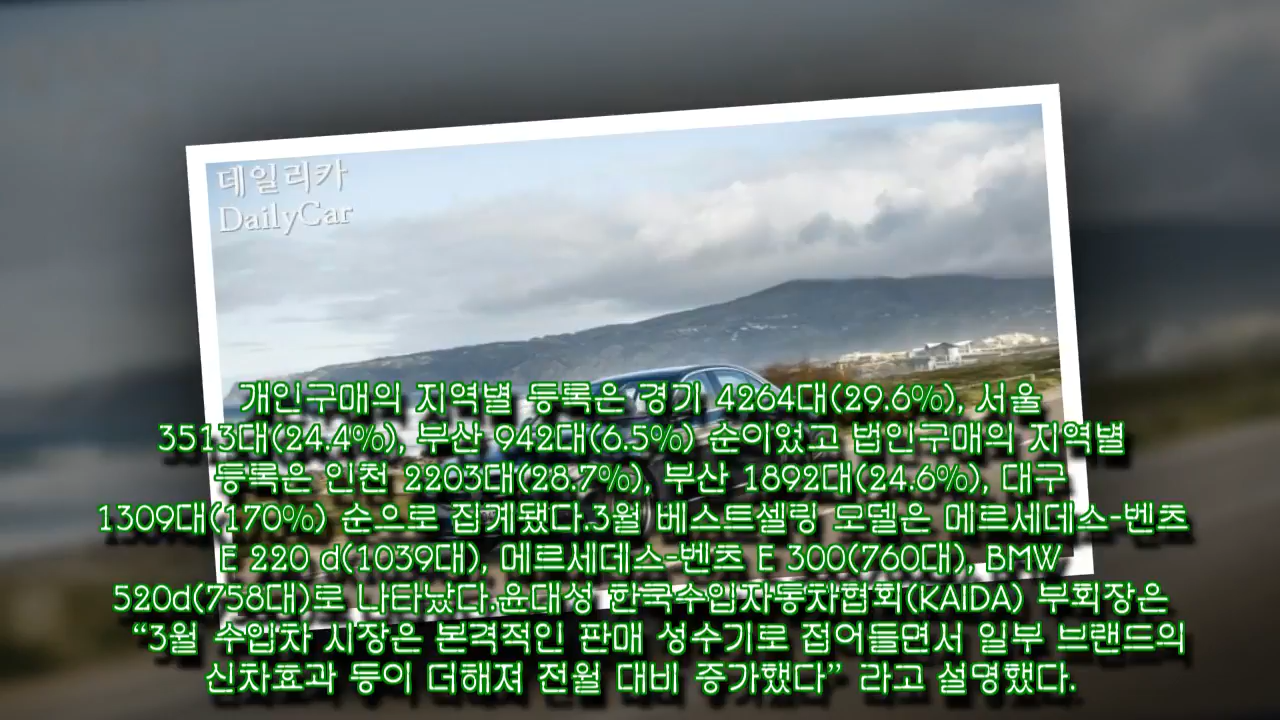 데일리카
DailyCar
개인구매의 지역별 등록은 경기 4264대(29.6%), 서울
3513대(24.4%), 부산 942대(6.5%) 순이었고 법인구매의 지역별
등록은 인천 2203대(28.7%), 부산 1892대(24.6%), 대구
1309대(170%) 순으로 집계됐다.3월 베스트셀링 모델은 메르세데스-벤츠
E 220 d(1039대), 메르세데스-벤츠 E 300(760대), BMW
520d(758대)로 나타났다.윤대성 한국수입자동차협회(KAIDA) 부회장은
“3월 수입차 시장은 본격적인 판매 성수기로 접어들면서 일부 브랜드의
신차효과 등이 더해져 전월 대비 증가했다” 라고 설명했다.